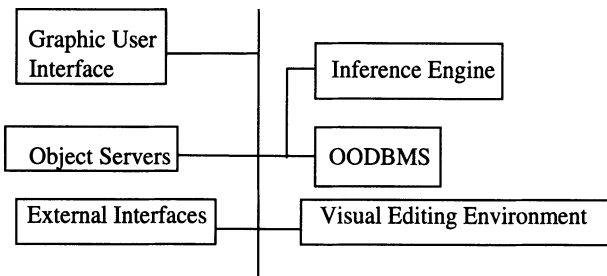 Graphic User
Interface
Inference Engine
Object Servers
OODBMS
External Interfaces
Visual Editing Environment